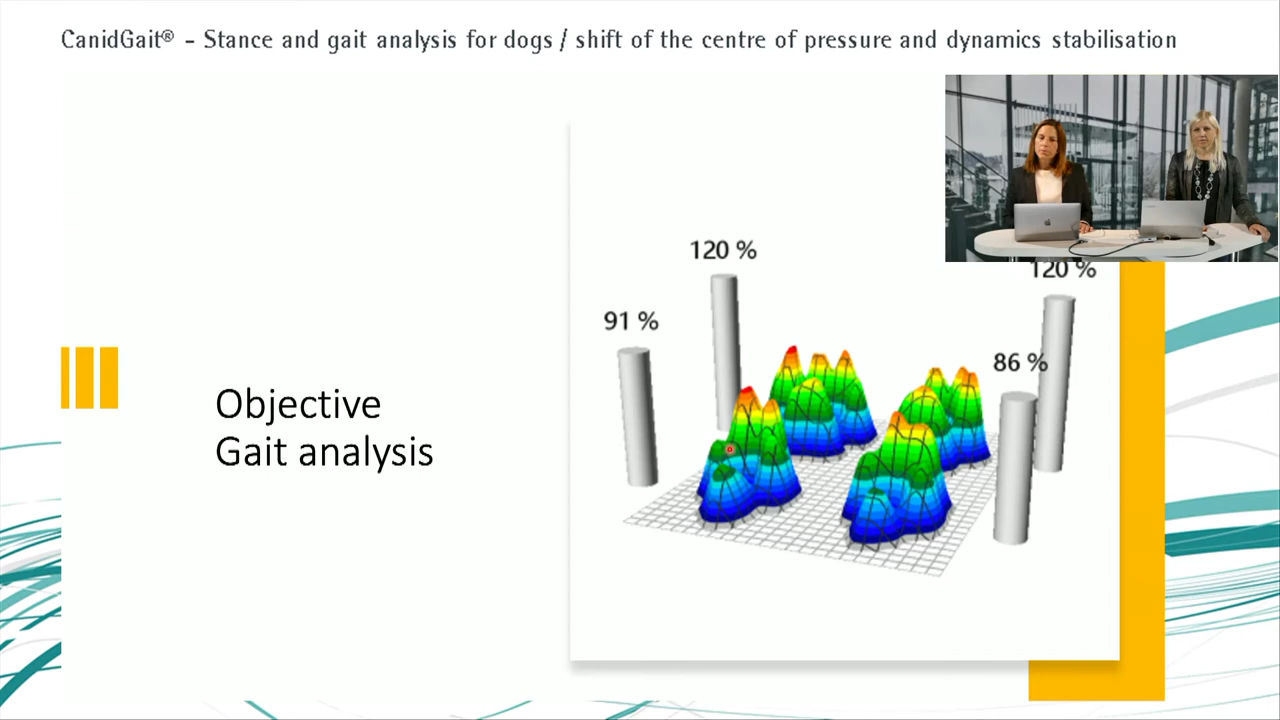 CanidGait® - Stance and gait analysis for dogs / shift of the centre of pressure and dynamics stabilisation
120 %
120 %
91 %
86 %
Objective
Gait analysis